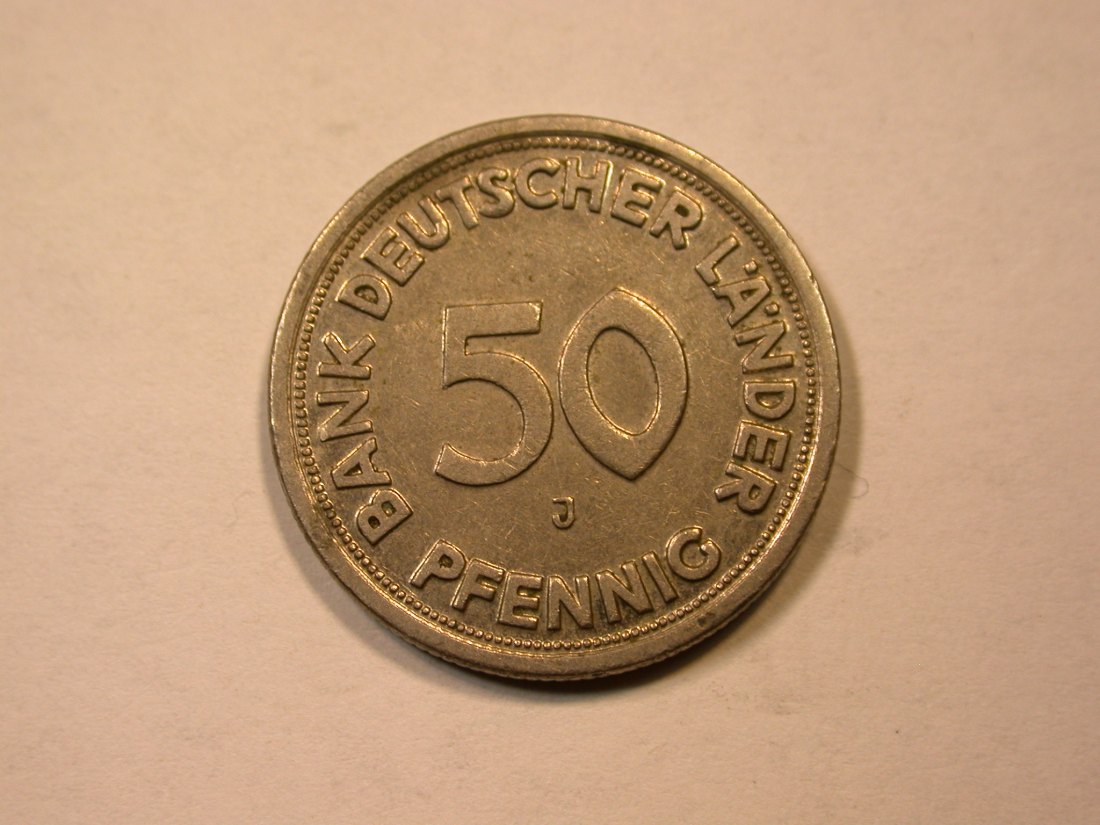 BANK DEUTSCHER LÄNDER
50
J
PFENNIG